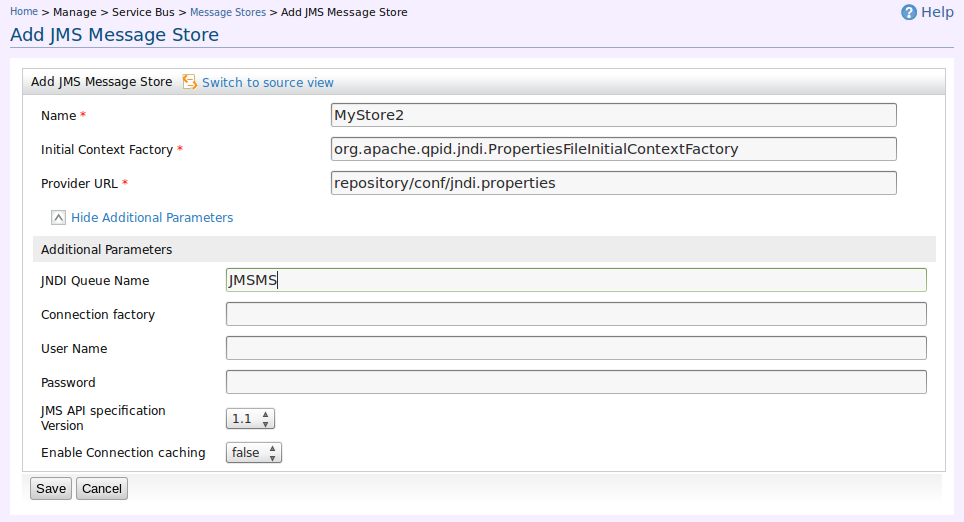 Home > Manage > Service Bus > Message Stores > Add JMS Message Store
Help
Add JMS Message Store
Add JMS Message Store Switch to source view
Name * MyStore2
Initial Context Factory * org.apache.qpid.jndi.PropertiesFileInitialContextFactory
Provider URL * repository/conf/jndi.properties
Hide Additional Parameters
Additional Parameters
JNDI Queue Name JMSMS
Connection factory
User Name
Password
JMS API specification
Version 1.1
Enable Connection caching false
Save Cancel